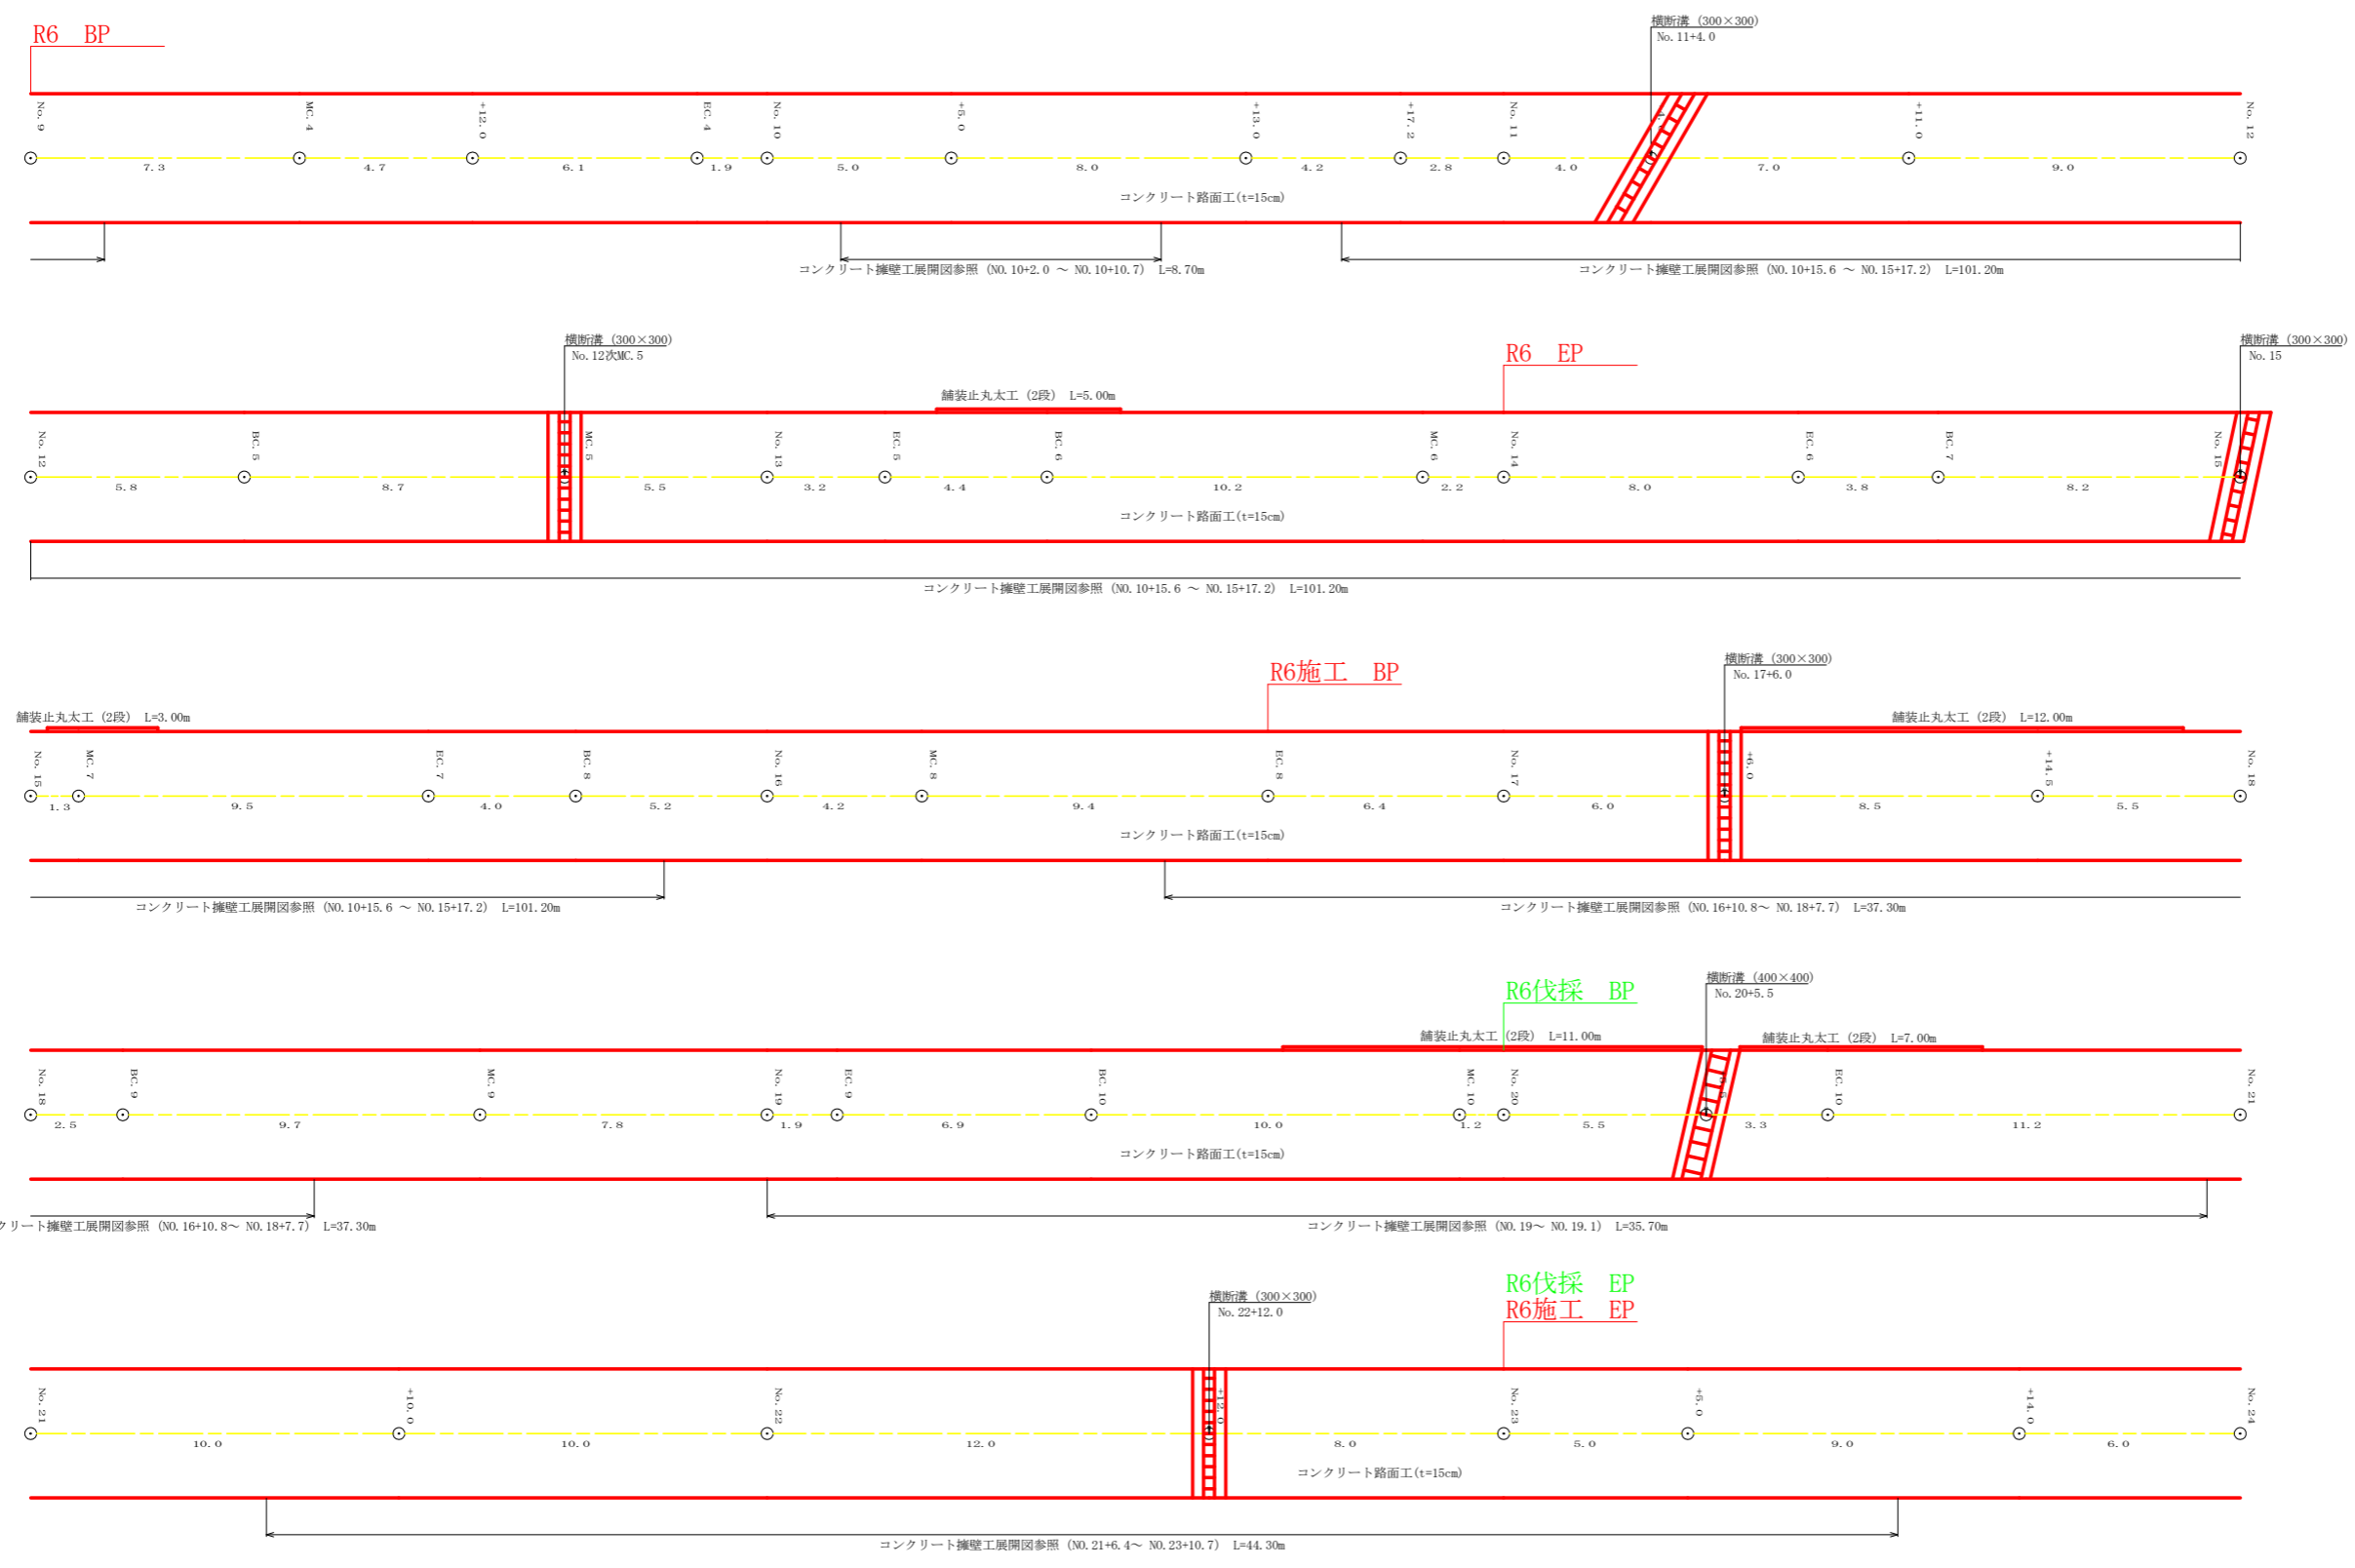 R6 BP
横断溝 (300×300)
No.11+4.0
No. 9
MC. 4
+12.0
EC. 4
No. 10
+5.0
+13.0
+17.2
No. 11
+11.0
No. 12
7.3
4.7
6.1
1.9
5.0
8.0
4.2
2.8
4.0
7.0
9.0
コンクリート路面工(t=15cm)
コンクリート擁壁工展開図参照 (NO.10+2.0 ～ NO.10+10.7) L=8.70m
コンクリート擁壁工展開図参照 (NO.10+15.6 ～ NO.15+17.2) L=101.20m
横断溝 (300×300)
No.12次MC.5
R6 EP
横断溝 (300×300)
No.15
舗装止丸太工 (2段) L=5.00m
No. 12
BC. 5
MC. 5
No. 13
EC. 5
BC. 6
MC. 6
No. 14
EC. 6
BC. 7
No. 15
5.8
8.7
5.5
3.2
4.4
10.2
2.2
8.0
3.8
8.2
コンクリート路面工(t=15cm)
コンクリート擁壁工展開図参照 (NO.10+15.6 ～ NO.15+17.2) L=101.20m
R6施工 BP
横断溝 (300×300)
No.17+6.0
舗装止丸太工 (2段) L=3.00m
舗装止丸太工 (2段) L=12.00m
No. 15
MC. 7
EC. 7
BC. 8
No. 16
MC. 8
EC. 8
No. 17
+6.0
+14.5
No. 18
1.3
9.5
4.0
5.2
4.2
9.4
6.4
6.0
8.5
5.5
コンクリート路面工(t=15cm)
コンクリート擁壁工展開図参照 (NO.10+15.6 ～ NO.15+17.2) L=101.20m
コンクリート擁壁工展開図参照 (NO.16+10.8～ NO.18+7.7) L=37.30m
R6伐採 BP
横断溝 (400×400)
No.20+5.5
舗装止丸太工 (2段) L=11.00m
舗装止丸太工 (2段) L=7.00m
No. 18
BC. 9
MC. 9
No. 19
EC. 9
BC. 10
MC. 10
No. 20
EC. 10
No. 21
2.5
9.7
7.8
1.9
6.9
10.0
1.2
5.5
3.3
11.2
コンクリート路面工(t=15cm)
クリート擁壁工展開図参照 (NO.16+10.8～ NO.18+7.7) L=37.30m
コンクリート擁壁工展開図参照 (NO.19～ NO.19.1) L=35.70m
R6伐採 EP
R6施工 EP
横断溝 (300×300)
No.22+12.0
No. 21
+10.0
No. 22
+12.0
No. 23
+5.0
+14.0
No. 24
10.0
10.0
12.0
8.0
5.0
9.0
6.0
コンクリート路面工(t=15cm)
コンクリート擁壁工展開図参照 (NO.21+6.4～ NO.23+10.7) L=44.30m